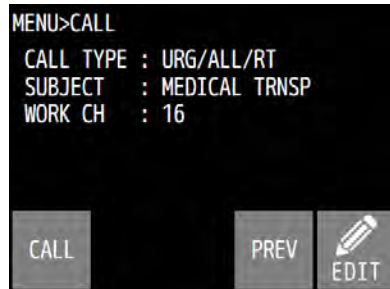 MENU>CALL
CALL TYPE : URG/ALL/RT
SUBJECT : MEDICAL TRNSP
WORK CH : 16
CALL PREV EDIT